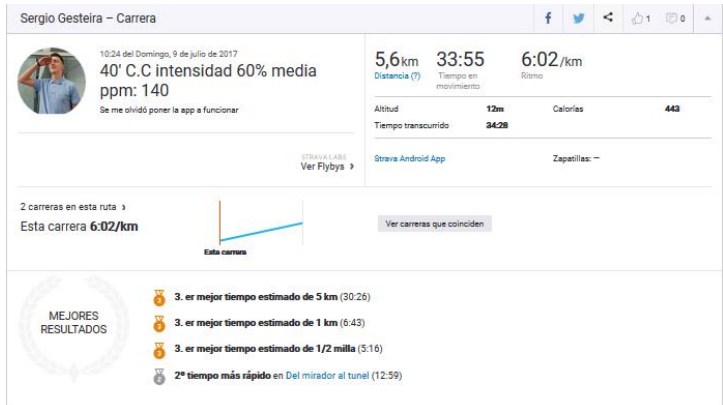 Sergio Gesteira – Carrera
1
0
10:24 del Domingo, 9 de julio de 2017
40' C.C intensidad 60% media
ppm: 140
Se me olvidó poner la app a funcionar
STRAVA LABS
Ver Flybys ›
5,6km 33:55 6:02/km
Distancia (?) Tiempo en movimiento Ritmo
Altitud 12m Calorías 443
Tiempo transcurrido 34:28
Strava Android App Zapatillas: —
2 carreras en esta ruta ›
Esta carrera 6:02/km
Esta carrera
Ver carreras que coinciden
MEJORES
RESULTADOS
3 3. er mejor tiempo estimado de 5 km (30:26)
3 3. er mejor tiempo estimado de 1 km (6:43)
3 3. er mejor tiempo estimado de 1/2 milla (5:16)
2 2º tiempo más rápido en Del mirador al tunel (12:59)